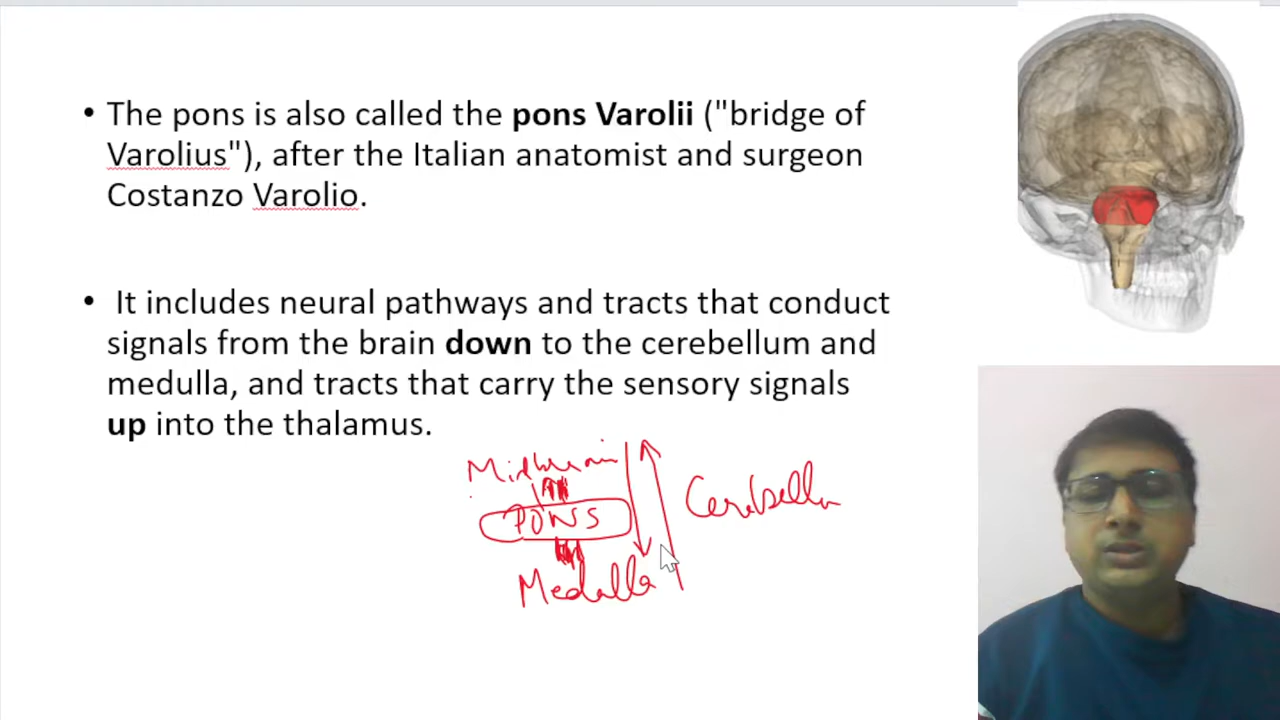 • The pons is also called the pons Varolii ("bridge of
Varolius"), after the Italian anatomist and surgeon
Costanzo Varolio.
• It includes neural pathways and tracts that conduct
signals from the brain down to the cerebellum and
medulla, and tracts that carry the sensory signals
up into the thalamus.
Midbrain
PONS
Cerebella
Medulla